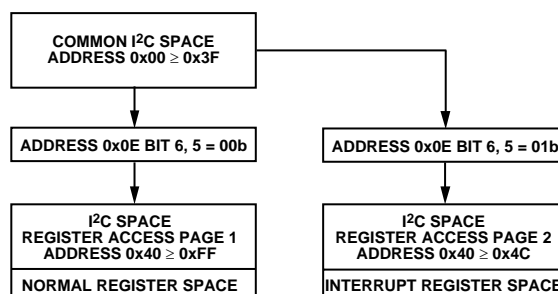 COMMON I²C SPACE
ADDRESS 0x00 ≥ 0x3F
ADDRESS 0x0E BIT 6, 5 = 00b
ADDRESS 0x0E BIT 6, 5 = 01b
I²C SPACE
REGISTER ACCESS PAGE 1
ADDRESS 0x40 ≥ 0xFF
NORMAL REGISTER SPACE
I²C SPACE
REGISTER ACCESS PAGE 2
ADDRESS 0x40 ≥ 0x4C
INTERRUPT REGISTER SPACE